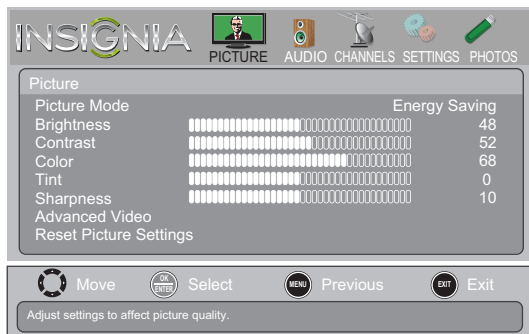 INSIGNIA
PICTURE AUDIO CHANNELS SETTINGS PHOTOS
Picture
Picture Mode Energy Saving
Brightness 48
Contrast 52
Color 68
Tint 0
Sharpness 10
Advanced Video
Reset Picture Settings
Move OK ENTER Select MENU Previous EXIT Exit
Adjust settings to affect picture quality.